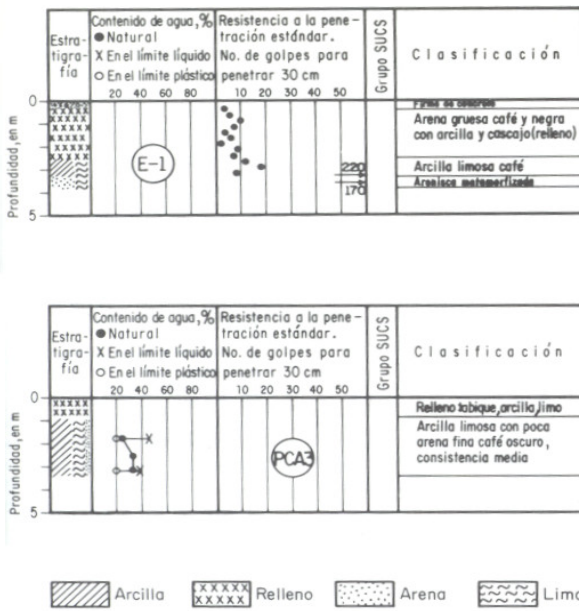 Estra-
tigra-
fía
Contenido de agua,%
● Natural
X En el límite líquido
O En el límite plástico
20 40 60 80
Resistencia a la pene-
tración estándar.
No. de golpes para
penetrar 30 cm
10 20 30 40 50
Grupo SUCS
Clasificación
Profundidad, en m
0
5
E-1
220
170
Firme de concreto
Arena gruesa café y negra
con arcilla y cascajo(relleno)
Arcilla limosa café
Arenisca metamorfizada
Estra-
tigra-
fía
Contenido de agua,%
● Natural
X En el límite líquido
O En el límite plástico
20 40 60 80
Resistencia a la pene-
tración estándar.
No. de golpes para
penetrar 30 cm
10 20 30 40 50
Grupo SUCS
Clasificación
Profundidad, en m
0
5
PCA3
Relleno:tabique,arcilla,limo
Arcilla limosa con poca
arena fina café oscuro,
consistencia media
Arcilla
Relleno
Arena
Limo